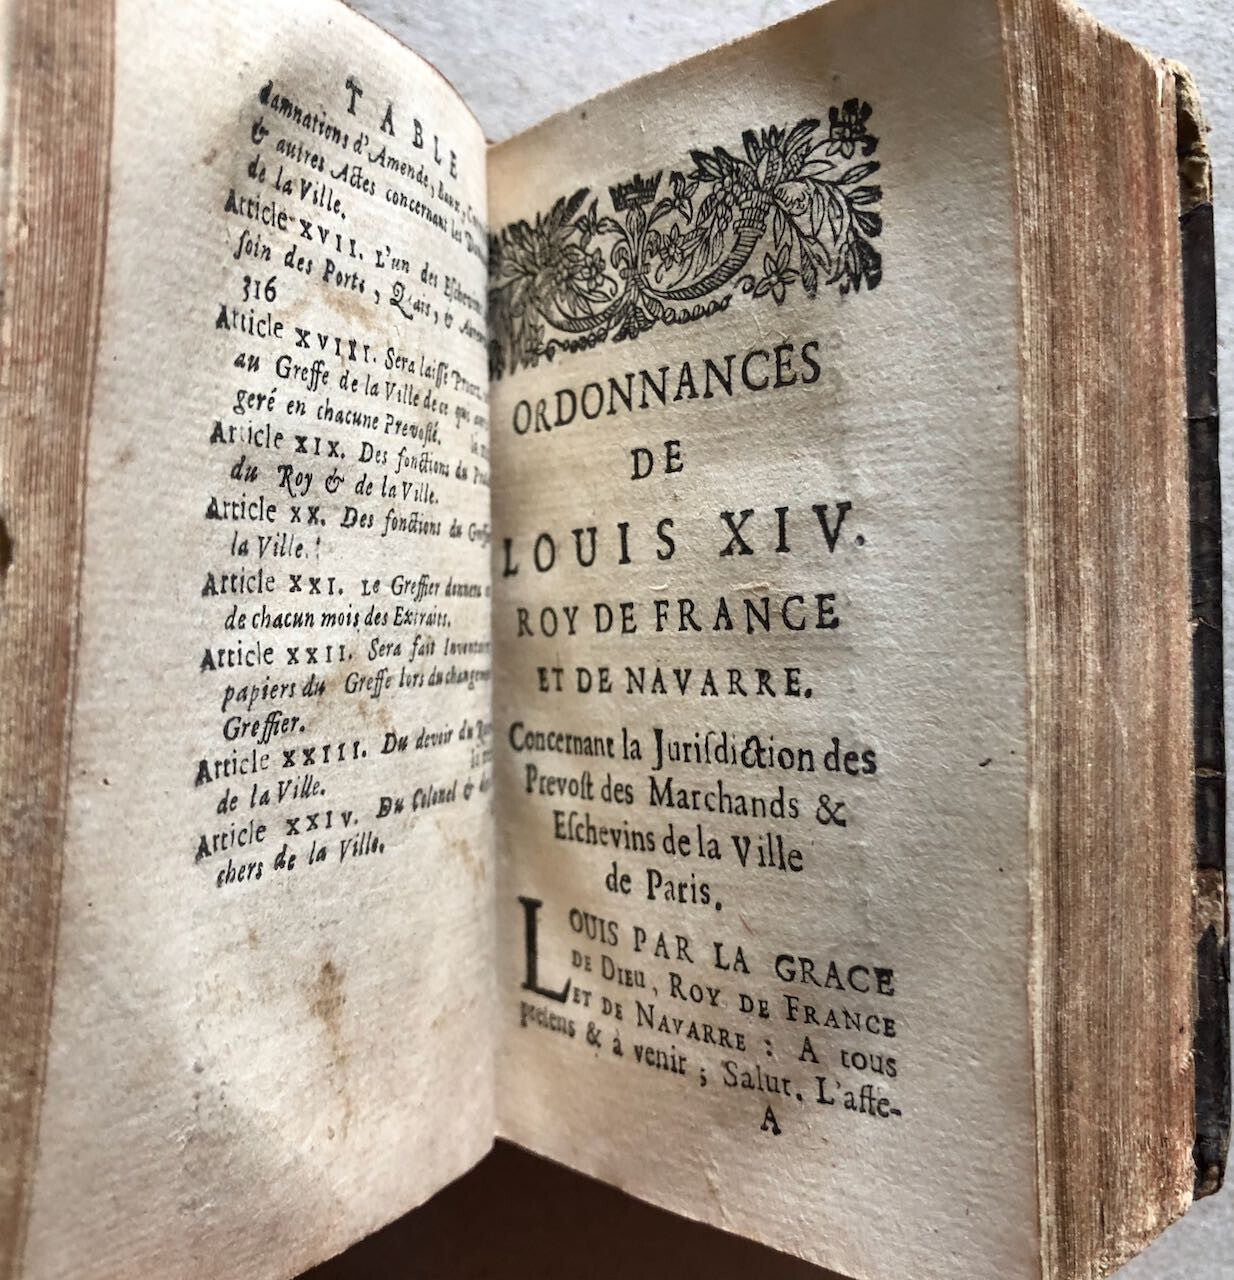 TABLE
damnations d'Amende, Baux,
& autres Actes concernant les
de la Ville.
Article XVII. L'un des Eſchevins
ſoin des Ports, Quais, &
316
Article XVIII. Sera laiſſé
au Greffe de la Ville de ce que
geré en chacune Prevoſté.
Article XIX. Des fonctions du
du Roy & de la Ville.
Article XX. Des fonctions du
la Ville.
Article XXI. Le Greffier donnera
de chacun mois des Extraits.
Article XXII. Sera fait
papiers du Greffe lors du
Greffier.
Article XXIII. Du devoir du
de la Ville.
Article XXIV. Du Colonel &
chers de la Ville.
ORDONNANCES
DE
LOUIS XIV.
ROY DE FRANCE
ET DE NAVARRE.
Concernant la Juriſdiction des
Prevoſt des Marchands &
Eſchevins de la Ville
de Paris.
LOUIS PAR LA GRACE
DE DIEU, ROY DE FRANCE
ET DE NAVARRE : A tous
preſens & à venir ; Salut. L'affe-
A